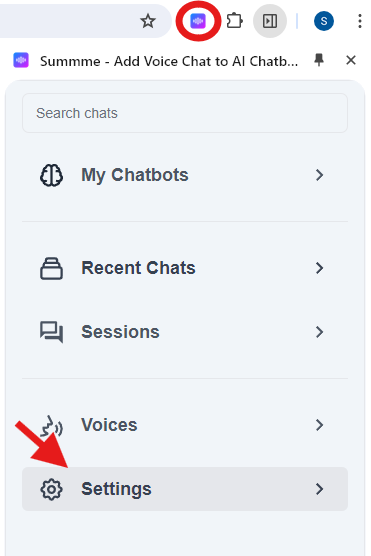 S
Summme - Add Voice Chat to AI Chatb...
Search chats
My Chatbots
Recent Chats
Sessions
Voices
Settings